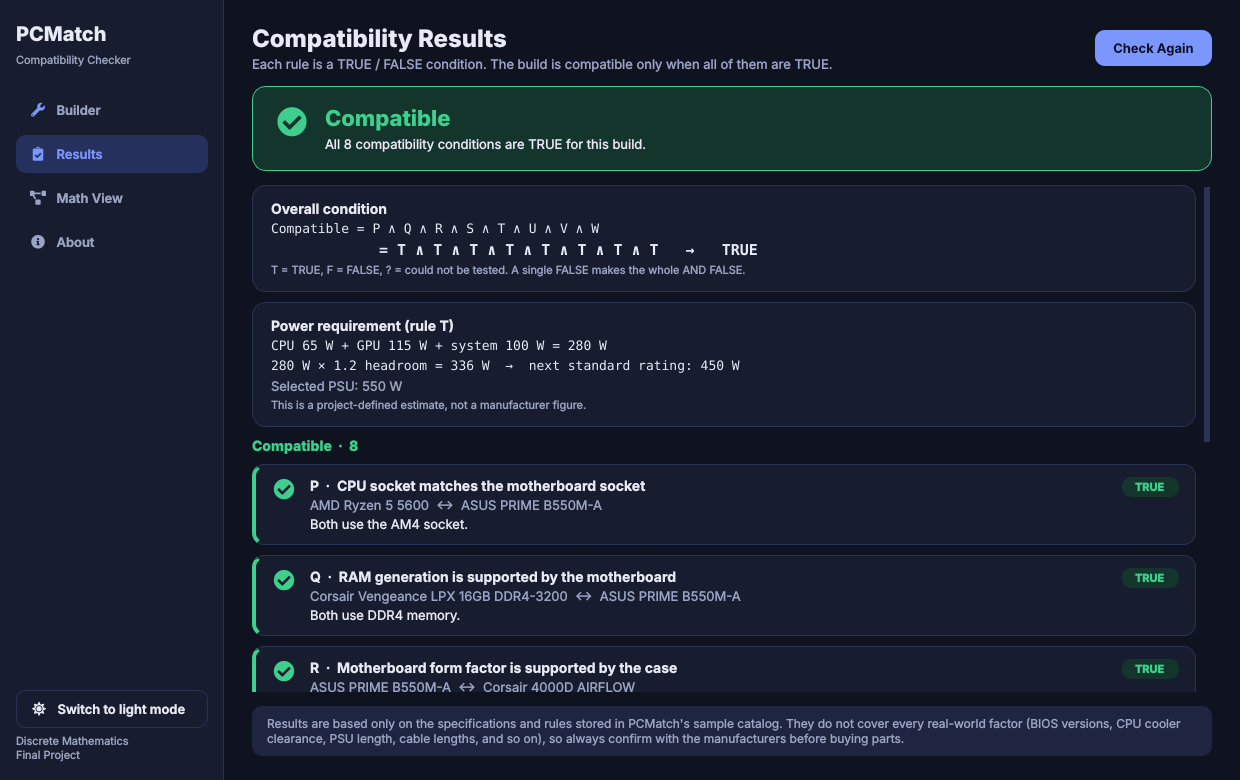 PCMatch
Compatibility Checker
Builder
Results
Math View
About
Switch to light mode
Discrete Mathematics
Final Project
Compatibility Results
Each rule is a TRUE / FALSE condition. The build is compatible only when all of them are TRUE.
Check Again
Compatible
All 8 compatibility conditions are TRUE for this build.
Overall condition
Compatible = P ∧ Q ∧ R ∧ S ∧ T ∧ U ∧ V ∧ W
= T ∧ T ∧ T ∧ T ∧ T ∧ T ∧ T ∧ T → TRUE
T = TRUE, F = FALSE, ? = could not be tested. A single FALSE makes the whole AND FALSE.
Power requirement (rule T)
CPU 65 W + GPU 115 W + system 100 W = 280 W
280 W × 1.2 headroom = 336 W → next standard rating: 450 W
Selected PSU: 550 W
This is a project-defined estimate, not a manufacturer figure.
Compatible · 8
P · CPU socket matches the motherboard socket
TRUE
AMD Ryzen 5 5600 ↔ ASUS PRIME B550M-A
Both use the AM4 socket.
Q · RAM generation is supported by the motherboard
TRUE
Corsair Vengeance LPX 16GB DDR4-3200 ↔ ASUS PRIME B550M-A
Both use DDR4 memory.
R · Motherboard form factor is supported by the case
TRUE
ASUS PRIME B550M-A ↔ Corsair 4000D AIRFLOW
Results are based only on the specifications and rules stored in PCMatch's sample catalog. They do not cover every real-world factor (BIOS versions, CPU cooler
clearance, PSU length, cable lengths, and so on), so always confirm with the manufacturers before buying parts.